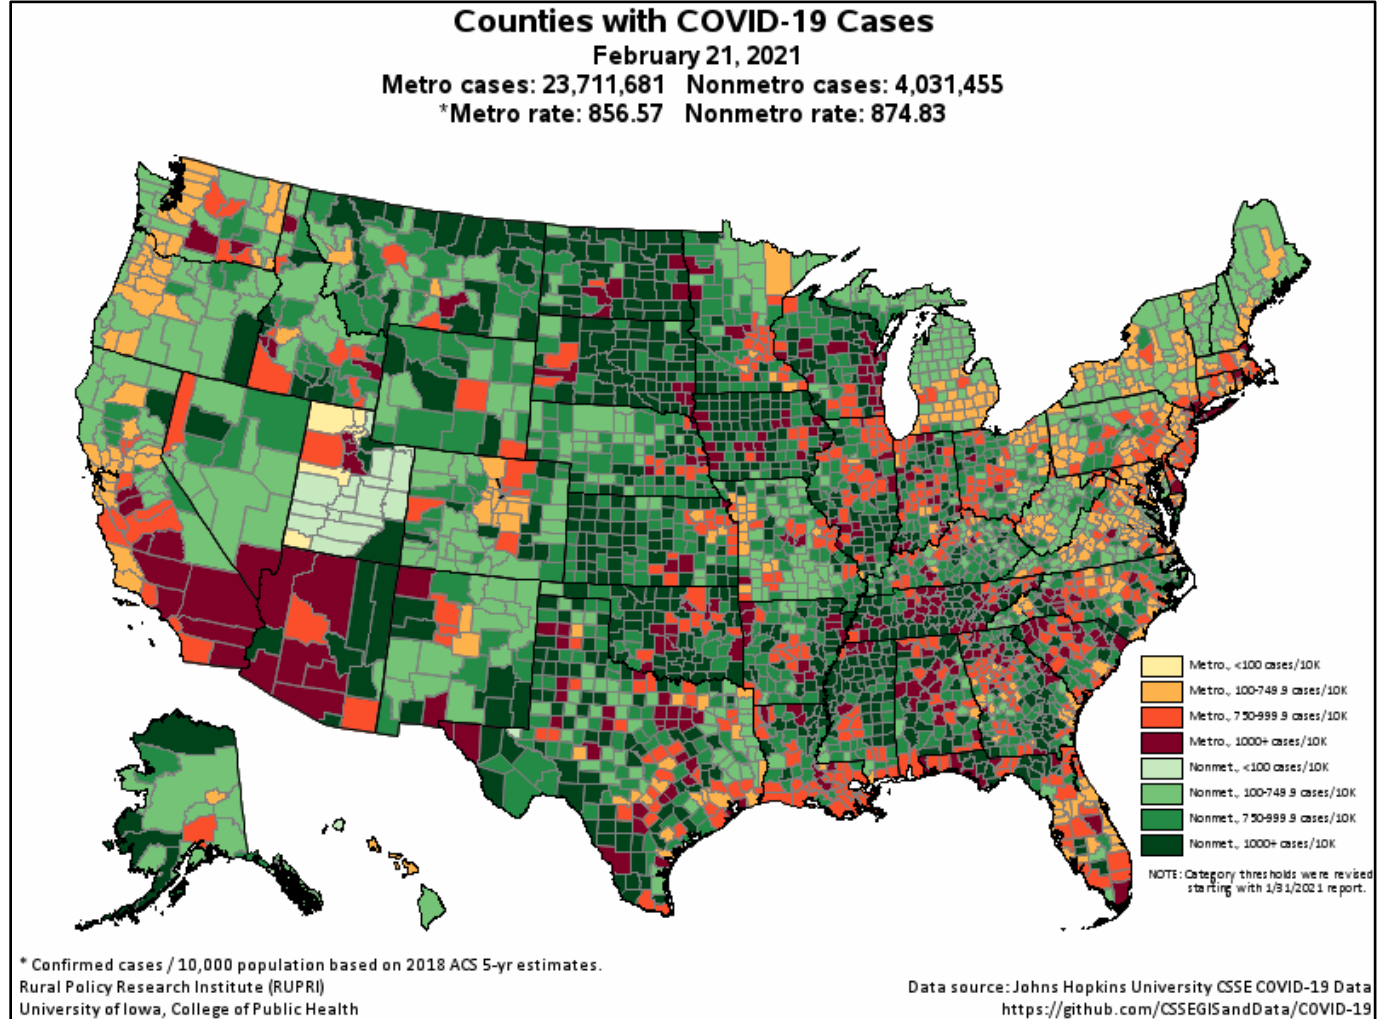 Counties with COVID-19 Cases
February 21, 2021
Metro cases: 23,711,681 Nonmetro cases: 4,031,455
*Metro rate: 856.57 Nonmetro rate: 874.83
Metro., <100 cases/10K
Metro., 100-749.9 cases/10K
Metro., 750-999.9 cases/10K
Metro., 1000+ cases/10K
Nonmet., <100 cases/10K
Nonmet., 100-749.9 cases/10K
Nonmet., 750-999.9 cases/10K
Nonmet., 1000+ cases/10K
NOTE: Category thresholds were revised
starting with 1/31/2021 report.
* Confirmed cases / 10,000 population based on 2018 ACS 5-yr estimates.
Rural Policy Research Institute (RUPRI)
University of Iowa, College of Public Health
Data source: Johns Hopkins University CSSE COVID-19 Data
https://github.com/CSSEGISandData/COVID-19